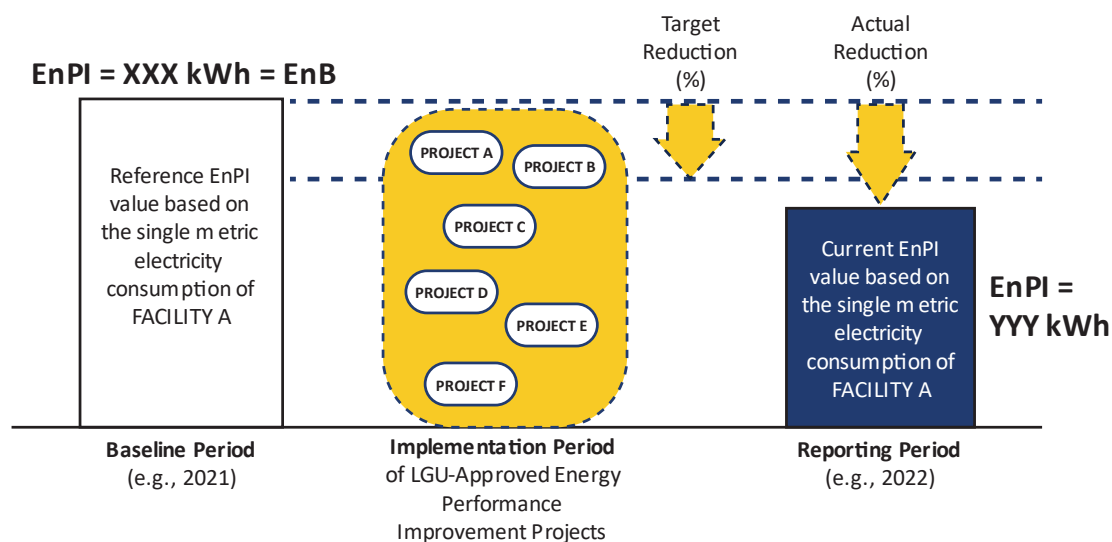 Target
Reduction
(%)
Actual
Reduction
(%)
EnPI = XXX kWh = EnB
Reference EnPI
value based on
the single m etric
electricity
consumption of
FACILITY A
PROJECT A
PROJECT B
PROJECT C
PROJECT D
PROJECT E
PROJECT F
Current EnPI
value based on
the single m etric
electricity
consumption of
FACILITY A
EnPI =
YYY kWh
Baseline Period
(e.g., 2021)
Implementation Period
of LGU-Approved Energy
Performance
Improvement Projects
Reporting Period
(e.g., 2022)